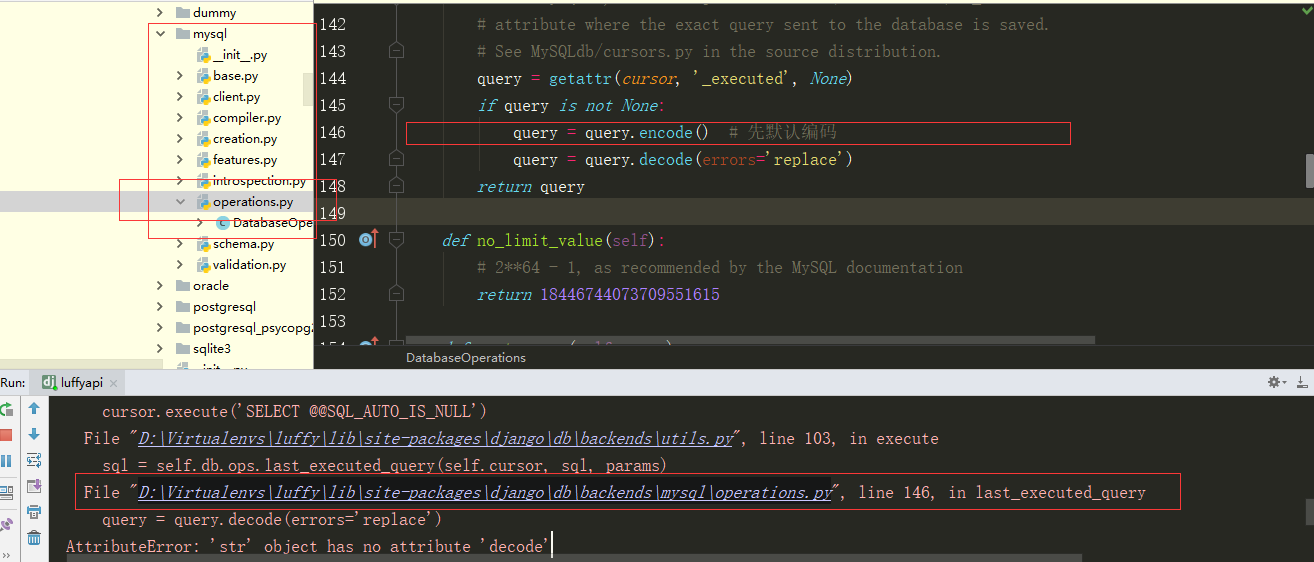 dummy
mysql
__init__.py
base.py
client.py
compiler.py
creation.py
features.py
introspection.py
operations.py
DatabaseOpe
schema.py
validation.py
oracle
postgresql
postgresql_psycopg2
sqlite3
__init__.py
142 # attribute where the exact query sent to the database is saved.
143 # See MySQLdb/cursors.py in the source distribution.
144 query = getattr(cursor, '_executed', None)
145 if query is not None:
146 query = query.encode() # 先默认编码
147 query = query.decode(errors='replace')
148 return query
149
150 def no_limit_value(self):
151 # 2**64 - 1, as recommended by the MySQL documentation
152 return 18446744073709551615
153
154
DatabaseOperations
Run: luffyapi
cursor.execute('SELECT @@SQL_AUTO_IS_NULL')
File "D:\Virtualenvs\luffy\lib\site-packages\django\db\backends\utils.py", line 103, in execute
sql = self.db.ops.last_executed_query(self.cursor, sql, params)
File "D:\Virtualenvs\luffy\lib\site-packages\django\db\backends\mysql\operations.py", line 146, in last_executed_query
query = query.decode(errors='replace')
AttributeError: 'str' object has no attribute 'decode'